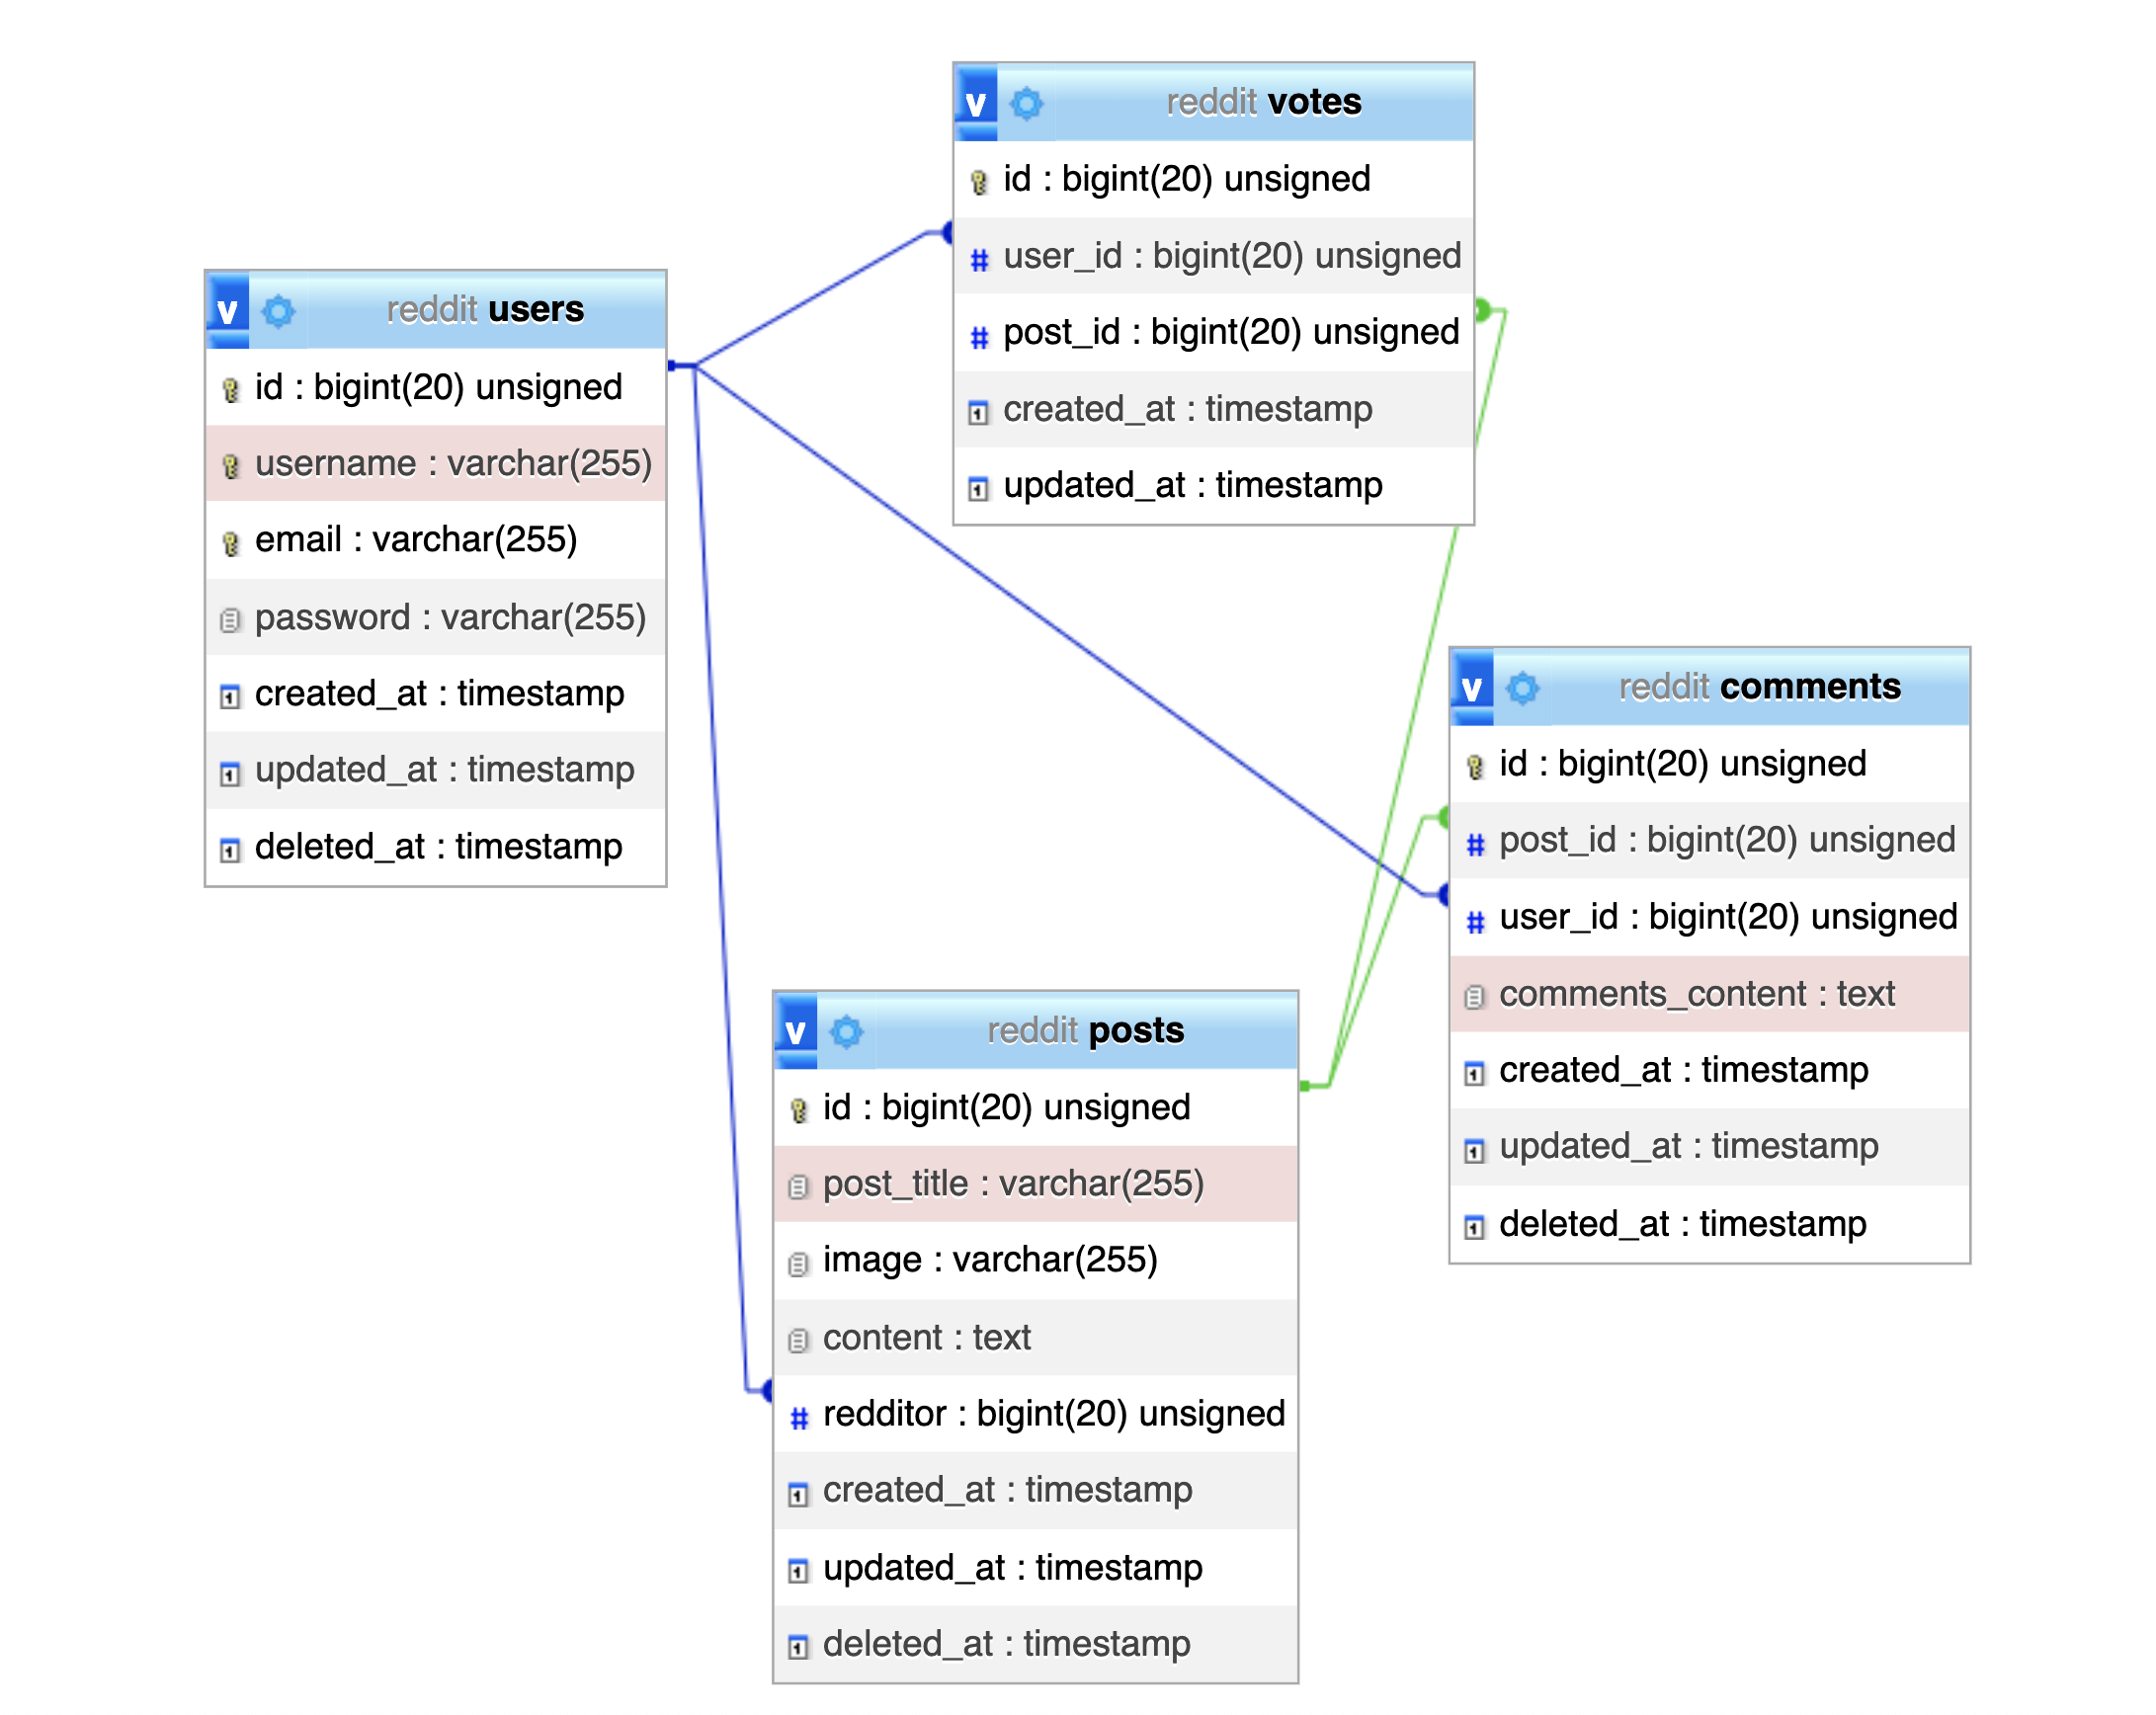 v reddit votes
id : bigint(20) unsigned
# user_id : bigint(20) unsigned
# post_id : bigint(20) unsigned
created_at : timestamp
updated_at : timestamp
v reddit users
id : bigint(20) unsigned
username : varchar(255)
email : varchar(255)
password : varchar(255)
created_at : timestamp
updated_at : timestamp
deleted_at : timestamp
v reddit comments
id : bigint(20) unsigned
# post_id : bigint(20) unsigned
# user_id : bigint(20) unsigned
comments_content : text
created_at : timestamp
updated_at : timestamp
deleted_at : timestamp
v reddit posts
id : bigint(20) unsigned
post_title : varchar(255)
image : varchar(255)
content : text
# redditor : bigint(20) unsigned
created_at : timestamp
updated_at : timestamp
deleted_at : timestamp